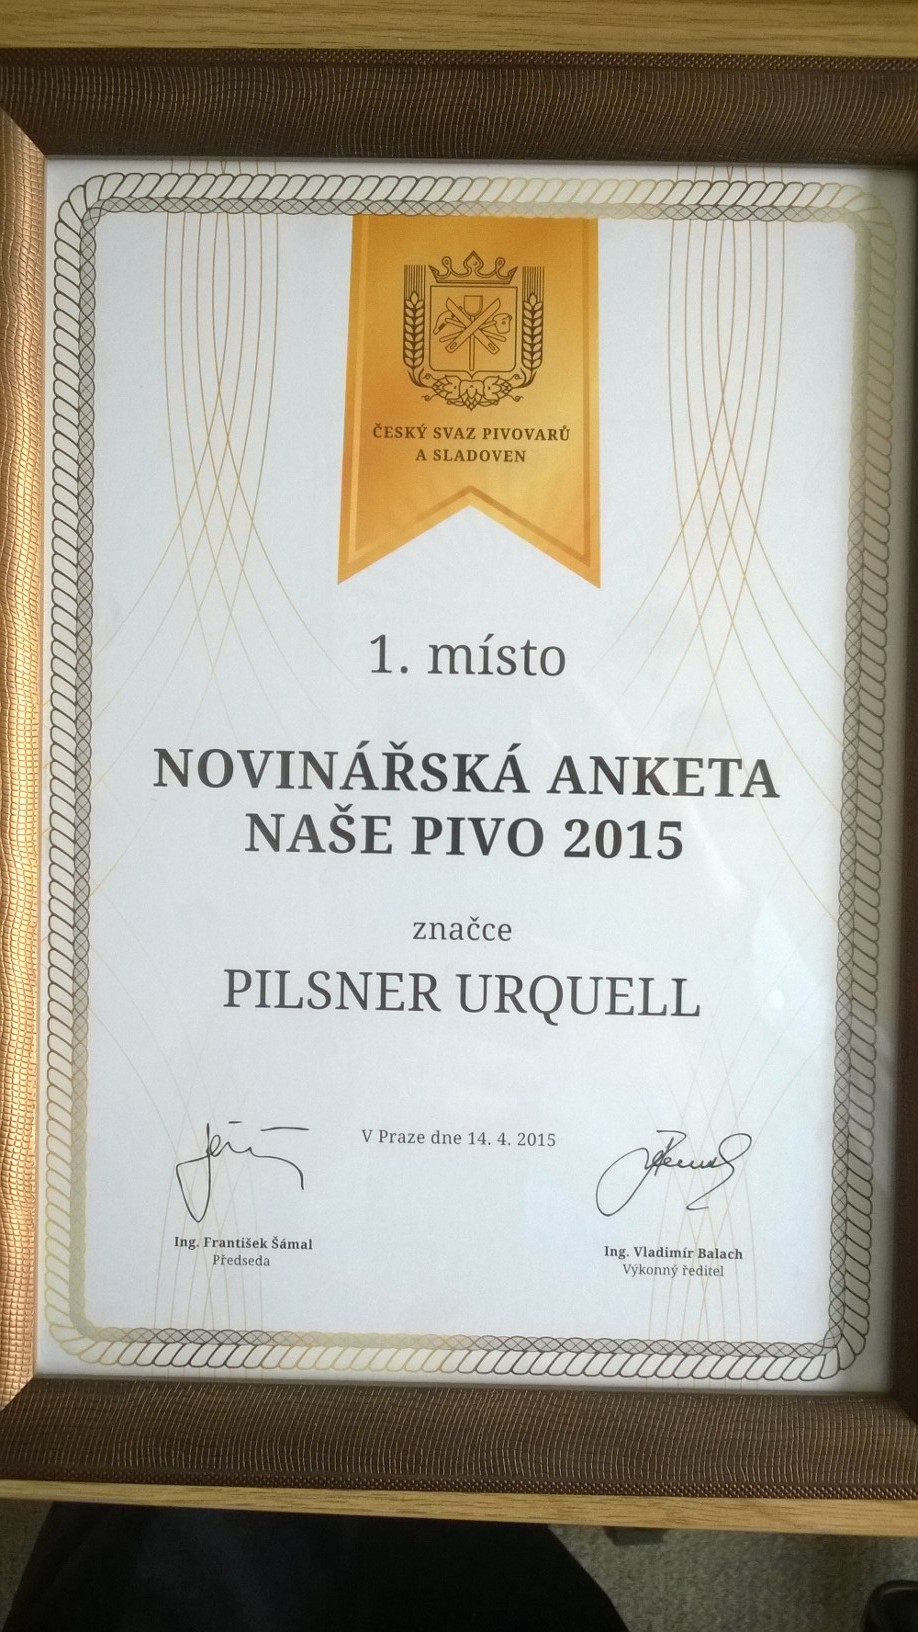 ČESKÝ SVAZ PIVOVARŮ
A SLADOVEN
1. místo
NOVINÁŘSKÁ ANKETA
NAŠE PIVO 2015
značce
PILSNER URQUELL
V Praze dne 14. 4. 2015
Ing. František Šámal
Předseda
Ing. Vladimír Balach
Výkonný ředitel